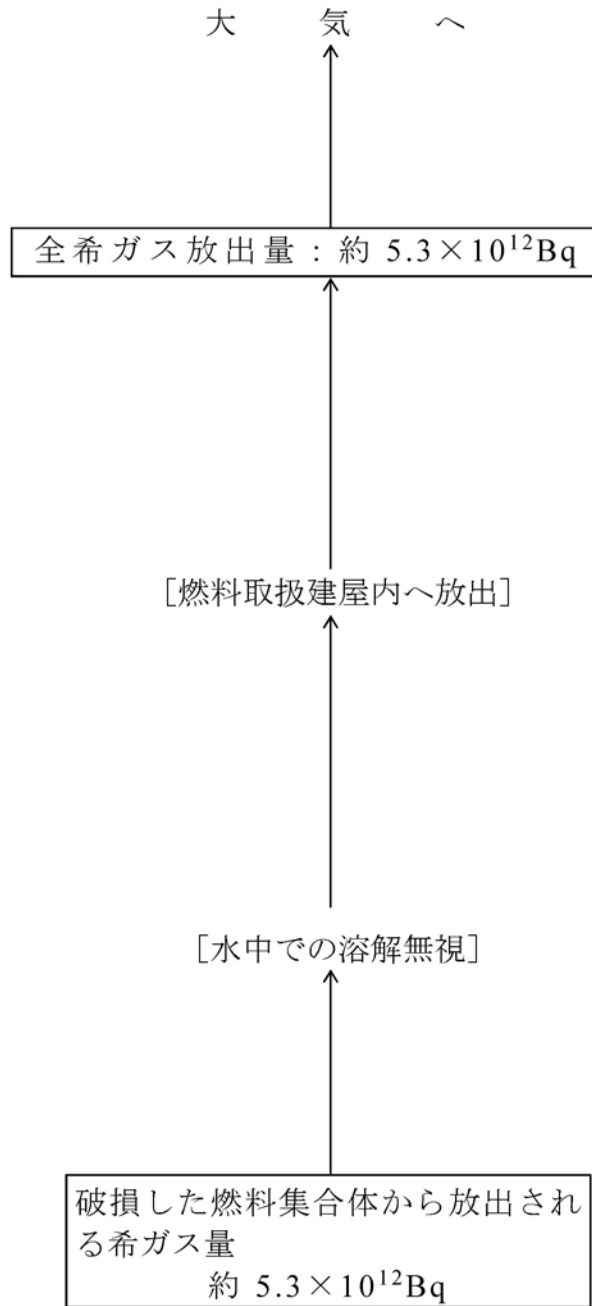 大気へ
全希ガス放出量：約 5.3×10¹²Bq
[燃料取扱建屋内へ放出]
[水中での溶解無視]
破損した燃料集合体から放出され
る希ガス量
約 5.3×10¹²Bq